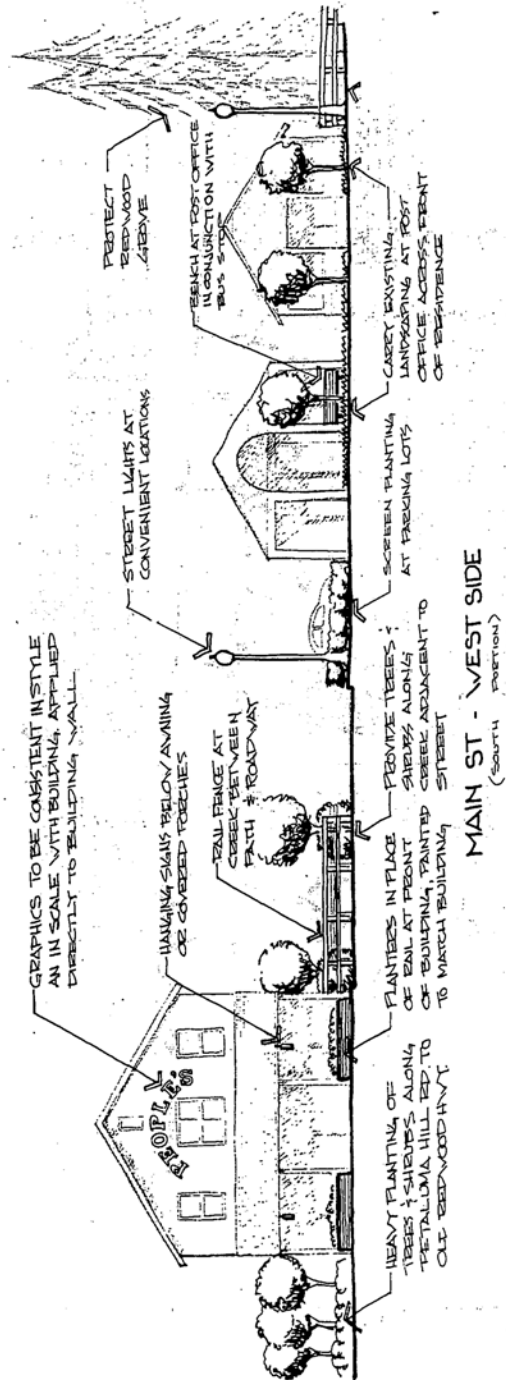 GRAPHICS TO BE CONSISTENT IN STYLE
AN IN SCALE WITH BUILDING, APPLIED
DIRECTLY TO BUILDING WALL
PEOPLE'S
HANGING SIGNS BELOW AWNING
OR COVERED PORCHES
RAIL FENCE AT
CREEK BETWEEN
PATH & ROADWAY
STREET LIGHTS AT
CONVENIENT LOCATIONS
BENCH AT POST OFFICE
IN CONJUNCTION WITH
BUS STOP
PROTECT
REDWOOD
GROVE
HEAVY PLANTING OF
TREES & SHRUBS ALONG
PETALUMA HILL RD. TO
OLD REDWOOD HWY.
PLANTERS IN PLACE
OF RAIL AT FRONT
OF BUILDING, PAINTED
TO MATCH BUILDING
PROVIDE TREES &
SHRUBS ALONG
CREEK ADJACENT TO
STREET
SCREEN PLANTING
AT PARKING LOTS
CARRY EXISTING
LANDSCAPING AT POST
OFFICE ACROSS FRONT
OF RESIDENCE
MAIN ST - WEST SIDE
(SOUTH PORTION)